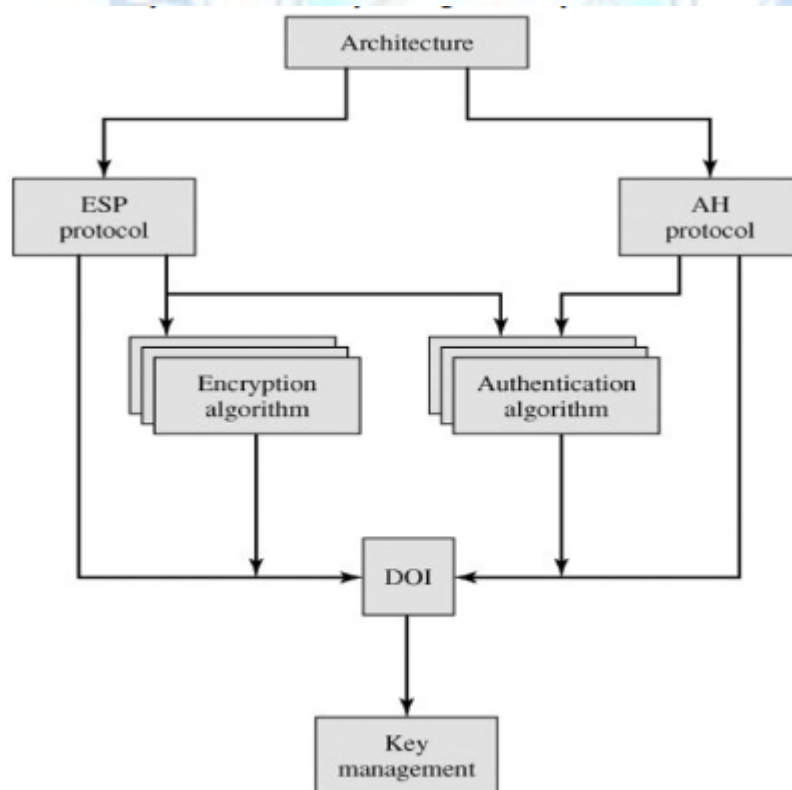 Architecture
ESP
protocol
AH
protocol
Encryption
algorithm
Authentication
algorithm
DOI
Key
management